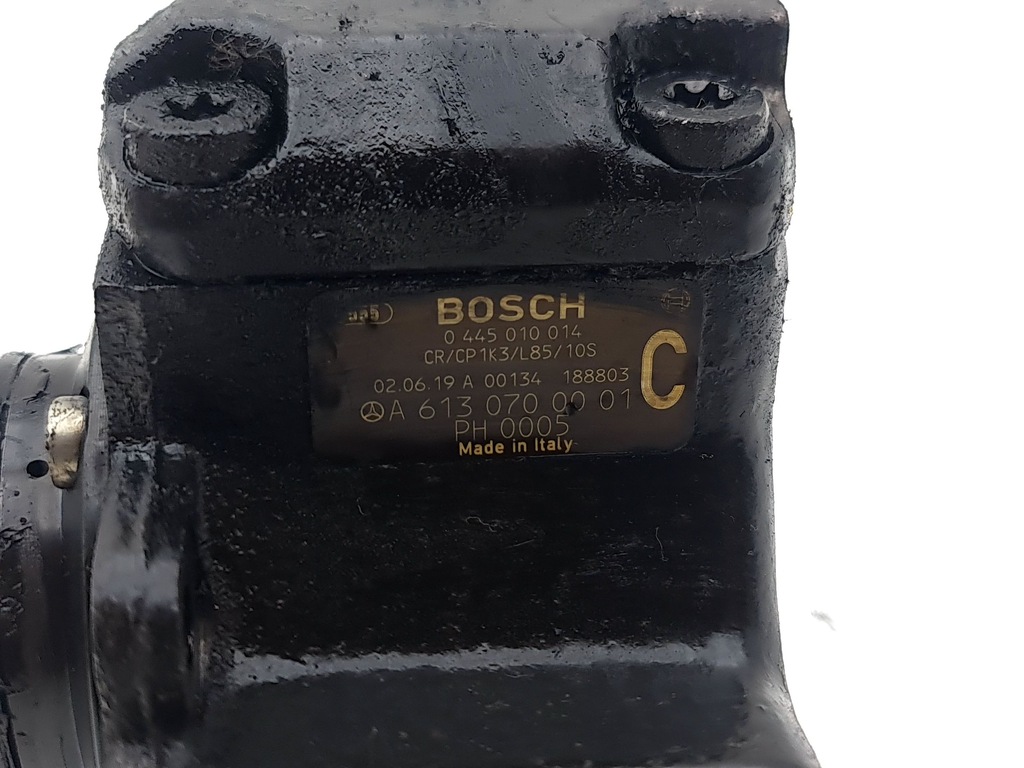 BOSCH
0 445 010 014
CR/CP1K3/L85/10S
C
02.06.19 A 00134 188803
A 613 070 00 01
PH 0005
Made in Italy